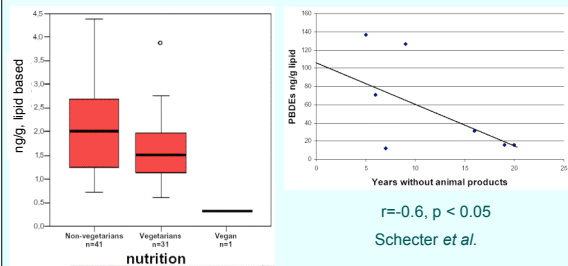 ng/g, lipid based
4,5
4,0
3,5
3,0
2,5
2,0
1,5
1,0
0,5
0,0
Non-vegetarians
n=41
Vegetarians
n=31
Vegan
n=1
nutrition
PBDEs ng/g lipid
160
140
120
100
80
60
40
20
0
0
5
10
15
20
25
Years without animal products
r=-0.6, p < 0.05
Schecter et al.